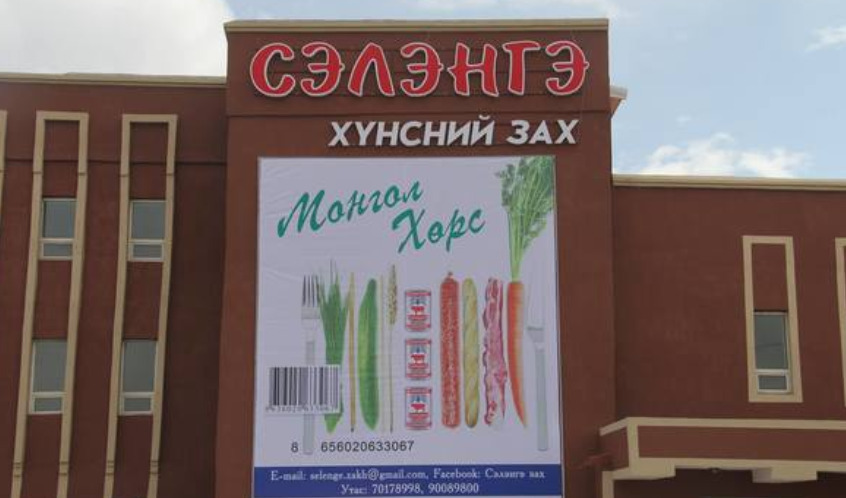 СЭЛЭНГЭ
ХҮНСНИЙ ЗАХ
Монгол
Хөрс
8 656020633067
E-mail: selenge.zakh@gmail.com, Facebook: Сэлэнгэ зах
Утас: 70178998, 90089800